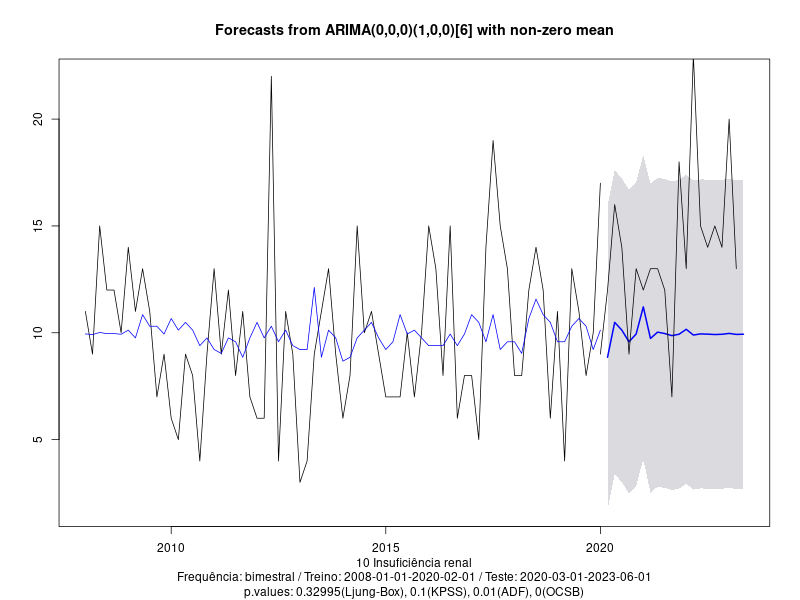 Forecasts from ARIMA(0,0,0)(1,0,0)[6] with non-zero mean
20
15
10
5
2010 2015 2020
10 Insuficiência renal
Frequência: bimestral / Treino: 2008-01-01-2020-02-01 / Teste: 2020-03-01-2023-06-01
p.values: 0.32995(Ljung-Box), 0.1(KPSS), 0.01(ADF), 0(OCSB)